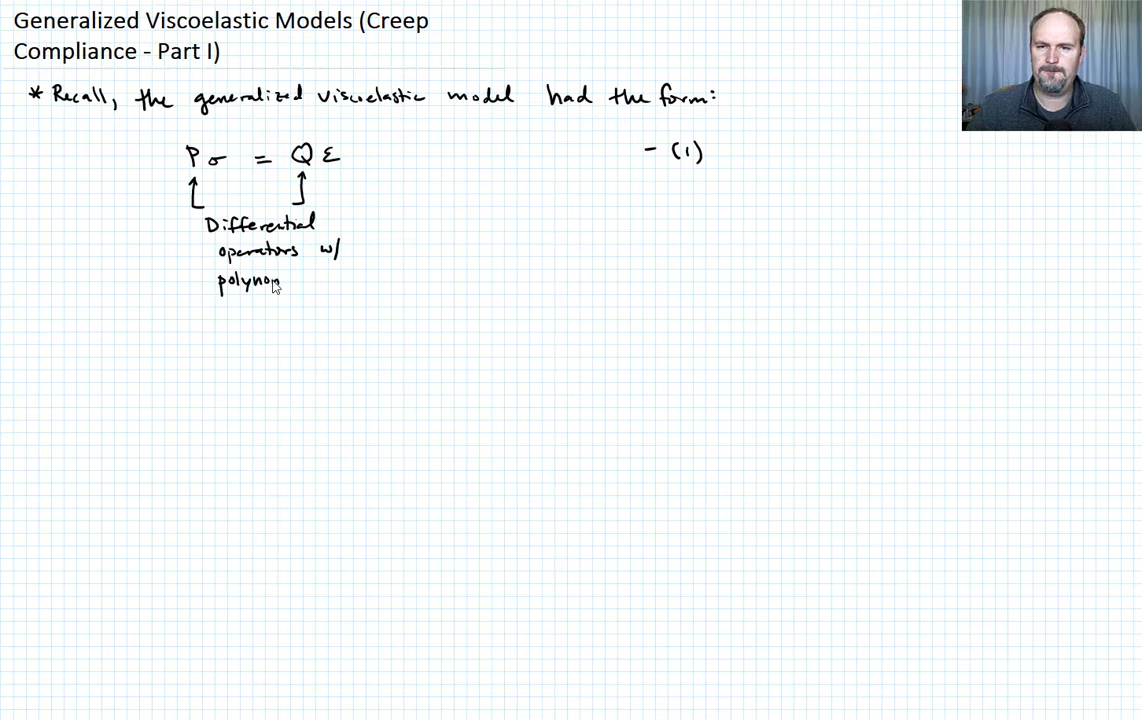 Generalized Viscoelastic Models (Creep
Compliance - Part I)
* Recall, the generalized viscoelastic model had the form:
Pσ = Qε - (1)
Differential
operators w/
polynom